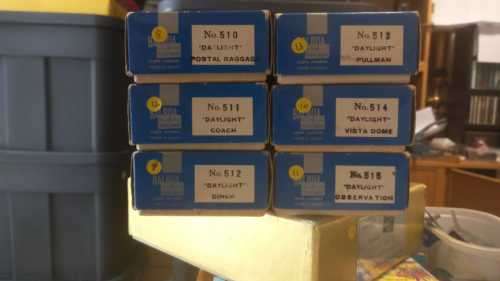 No. 510
"DAYLIGHT"
POSTAL BAGGAGE
No. 513
"DAYLIGHT"
PULLMAN
No. 511
"DAYLIGHT"
COACH
No. 514
"DAYLIGHT"
VISTA DOME
No. 512
"DAYLIGHT"
DINER
No. 515
"DAYLIGHT"
OBSERVATION